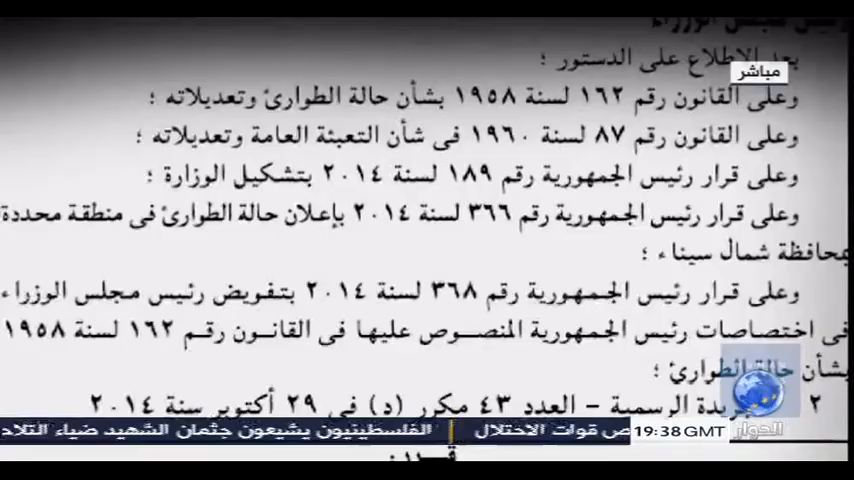 رئيس مجلس الوزراء
بعد الاطلاع على الدستور ؛
مباشر
وعلى القانون رقم ١٦٢ لسنة ١٩٥٨ بشأن حالة الطوارئ وتعديلاته ؛
وعلى القانون رقم ٨٧ لسنة ١٩٦٠ فى شأن التعبئة العامة وتعديلاته ؛
وعلى قرار رئيس الجمهورية رقم ١٨٩ لسنة ٢٠١٤ بتشكيل الوزارة ؛
وعلى قرار رئيس الجمهورية رقم ٣٦٦ لسنة ٢٠١٤ بإعلان حالة الطوارئ فى منطقة محددة
بمحافظة شمال سيناء ؛
وعلى قرار رئيس الجمهورية رقم ٣٦٨ لسنة ٢٠١٤ بتفويض رئيس مجلس الوزراء
فى اختصاصات رئيس الجمهورية المنصوص عليها فى القانون رقم ١٦٢ لسنة ١٩٥٨
بشأن حالة الطوارئ ؛
٢ الجريدة الرسمية - العدد ٤٣ مكرر (د) فى ٢٩ أكتوبر سنة ٢٠١٤
الحوار
19:38 GMT
ص قوات الاحتلال | الفلسطينيون يشيعون جثمان الشهيد ضياء التلاح